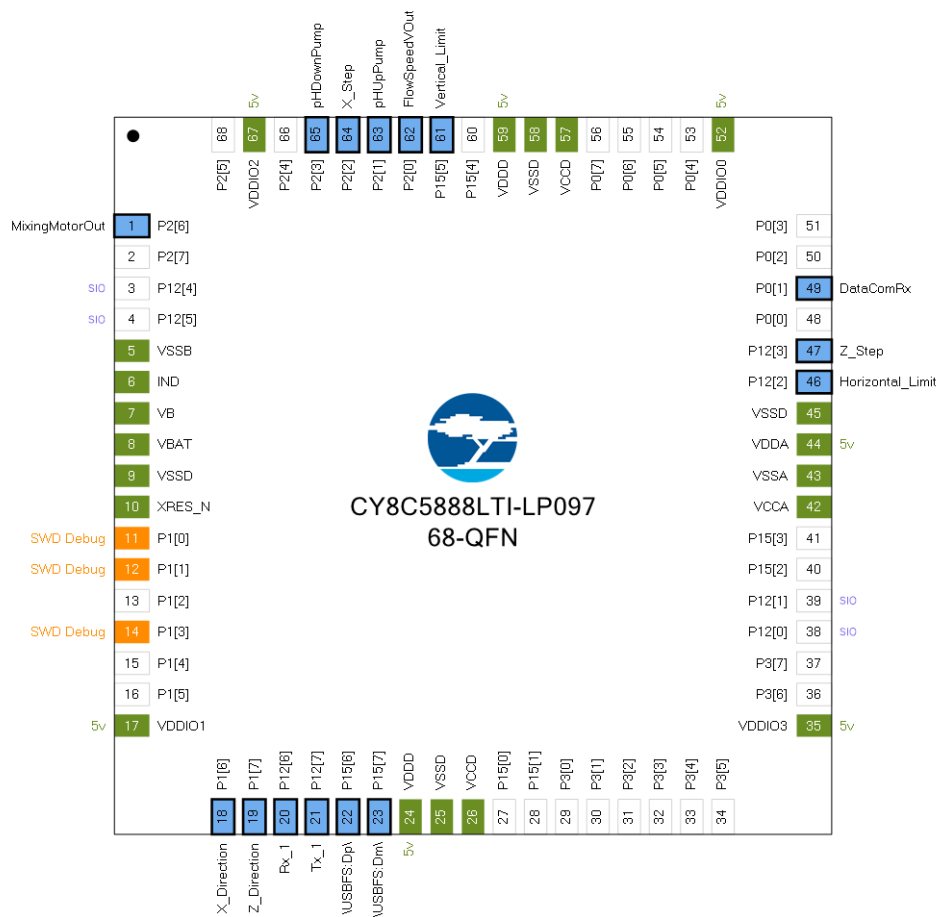 pHDownPump
X_Step
pHUpPump
FlowSpeedVOut
Vertical_Limit
5v
5v
5v
68
67
66
65
64
63
62
61
60
59
58
57
56
55
54
53
52
P2[5]
VDDIO2
P2[4]
P2[3]
P2[2]
P2[1]
P2[0]
P15[5]
P15[4]
VDDD
VSSD
VCCD
P0[7]
P0[6]
P0[5]
P0[4]
VDDIO0
MixingMotorOut 1 P2[6]
2 P2[7]
SIO 3 P12[4]
SIO 4 P12[5]
5 VSSB
6 IND
7 VB
8 VBAT
9 VSSD
10 XRES_N
SWD Debug 11 P1[0]
SWD Debug 12 P1[1]
13 P1[2]
SWD Debug 14 P1[3]
15 P1[4]
16 P1[5]
5v 17 VDDIO1
CY8C5888LTI-LP097
68-QFN
P0[3] 51
P0[2] 50
P0[1] 49 DataComRx
P0[0] 48
P12[3] 47 Z_Step
P12[2] 46 Horizontal_Limit
VSSD 45
VDDA 44 5v
VSSA 43
VCCA 42
P15[3] 41
P15[2] 40
P12[1] 39 SIO
P12[0] 38 SIO
P3[7] 37
P3[6] 36
VDDIO3 35 5v
P1[6]
P1[7]
P12[6]
P12[7]
P15[6]
P15[7]
VDDD
VSSD
VCCD
P15[0]
P15[1]
P3[0]
P3[1]
P3[2]
P3[3]
P3[4]
P3[5]
18
19
20
21
22
23
24
25
26
27
28
29
30
31
32
33
34
X_Direction
Z_Direction
Rx_1
Tx_1
\USBFS:Dp\
\USBFS:Dm\
5v